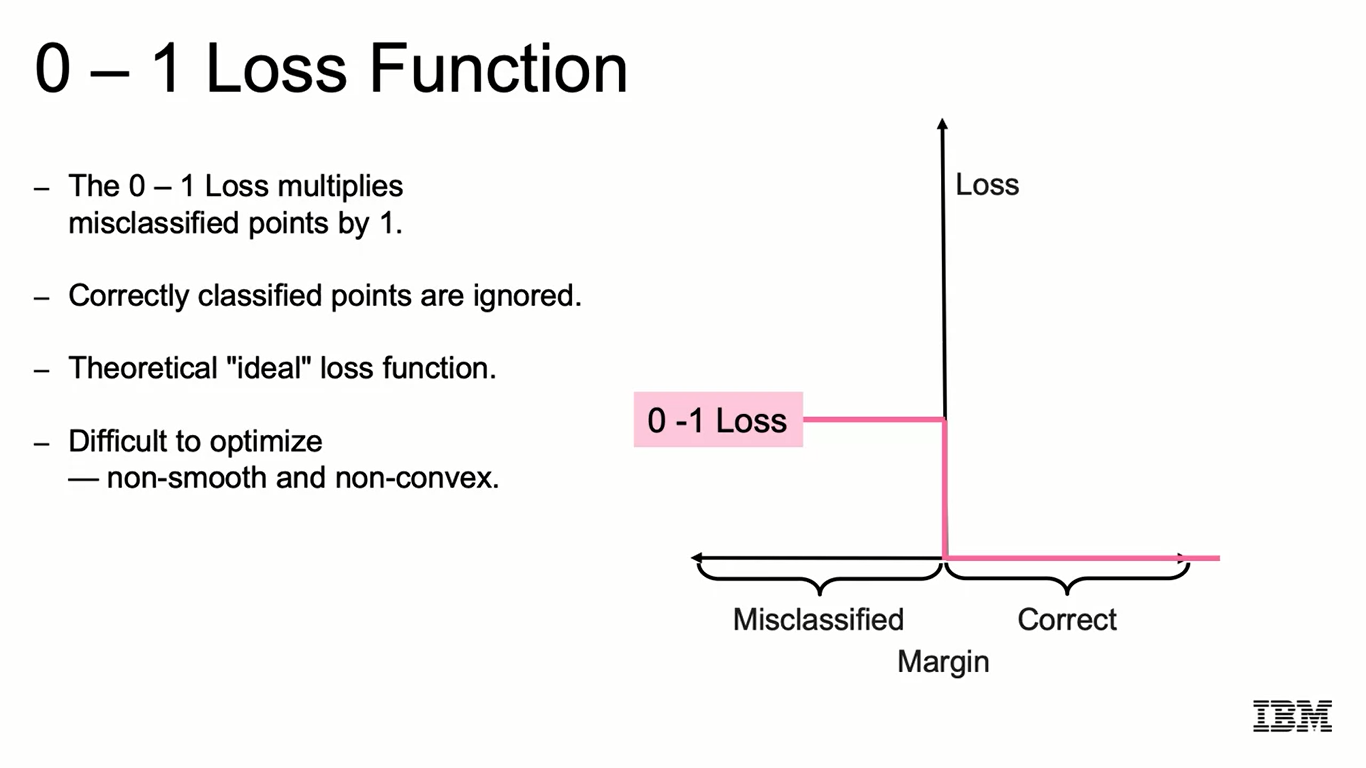 0 – 1 Loss Function
– The 0 – 1 Loss multiplies
misclassified points by 1.
– Correctly classified points are ignored.
– Theoretical "ideal" loss function.
– Difficult to optimize
— non-smooth and non-convex.
Loss
0 -1 Loss
Misclassified
Correct
Margin
IBM